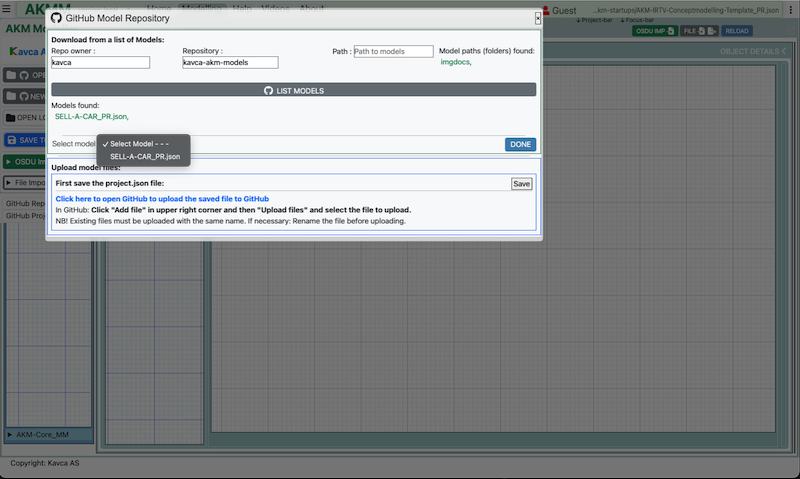 GitHub Model Repository
x
Download from a list of Models:
Repo owner :
Repository :
Path : Path to models
Model paths (folders) found:
kavca
kavca-akm-models
imgdocs,
LIST MODELS
Models found:
SELL-A-CAR_PR.json,
Select model
✓ Select Model - - -
SELL-A-CAR_PR.json
DONE
Upload model files:
First save the project.json file:
Save
Click here to open GitHub to upload the saved file to GitHub
In GitHub: Click "Add file" in upper right corner and then "Upload files" and select the file to upload.
NB! Existing files must be uploaded with the same name. If necessary: Rename the file before uploading.
AKMM
Home Modelling Help Videos About
Guest
..km-startups/AKM-IRTV-Conceptmodelling-Template_PR.json
AKM Mo
Project-bar
Focus-bar
OSDU IMP
FILE
RELOAD
Kavca A
OBJECT DETAILS <
OP
NEW
OPEN LO
SAVE T
OSDU Imp
File Impor
GitHub Rep
GitHub Proj
AKM-Core_MM
Copyright: Kavca AS